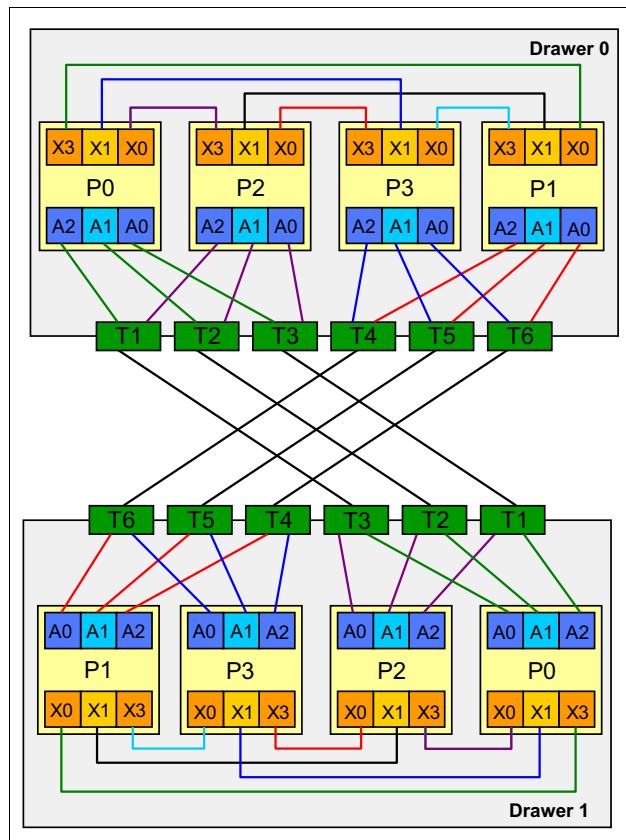 Drawer 0
X3 X1 X0 X3 X1 X0 X3 X1 X0 X3 X1 X0
P0 P2 P3 P1
A2 A1 A0 A2 A1 A0 A2 A1 A0 A2 A1 A0
T1 T2 T3 T4 T5 T6
T6 T5 T4 T3 T2 T1
A0 A1 A2 A0 A1 A2 A0 A1 A2 A0 A1 A2
P1 P3 P2 P0
X0 X1 X3 X0 X1 X3 X0 X1 X3 X0 X1 X3
Drawer 1